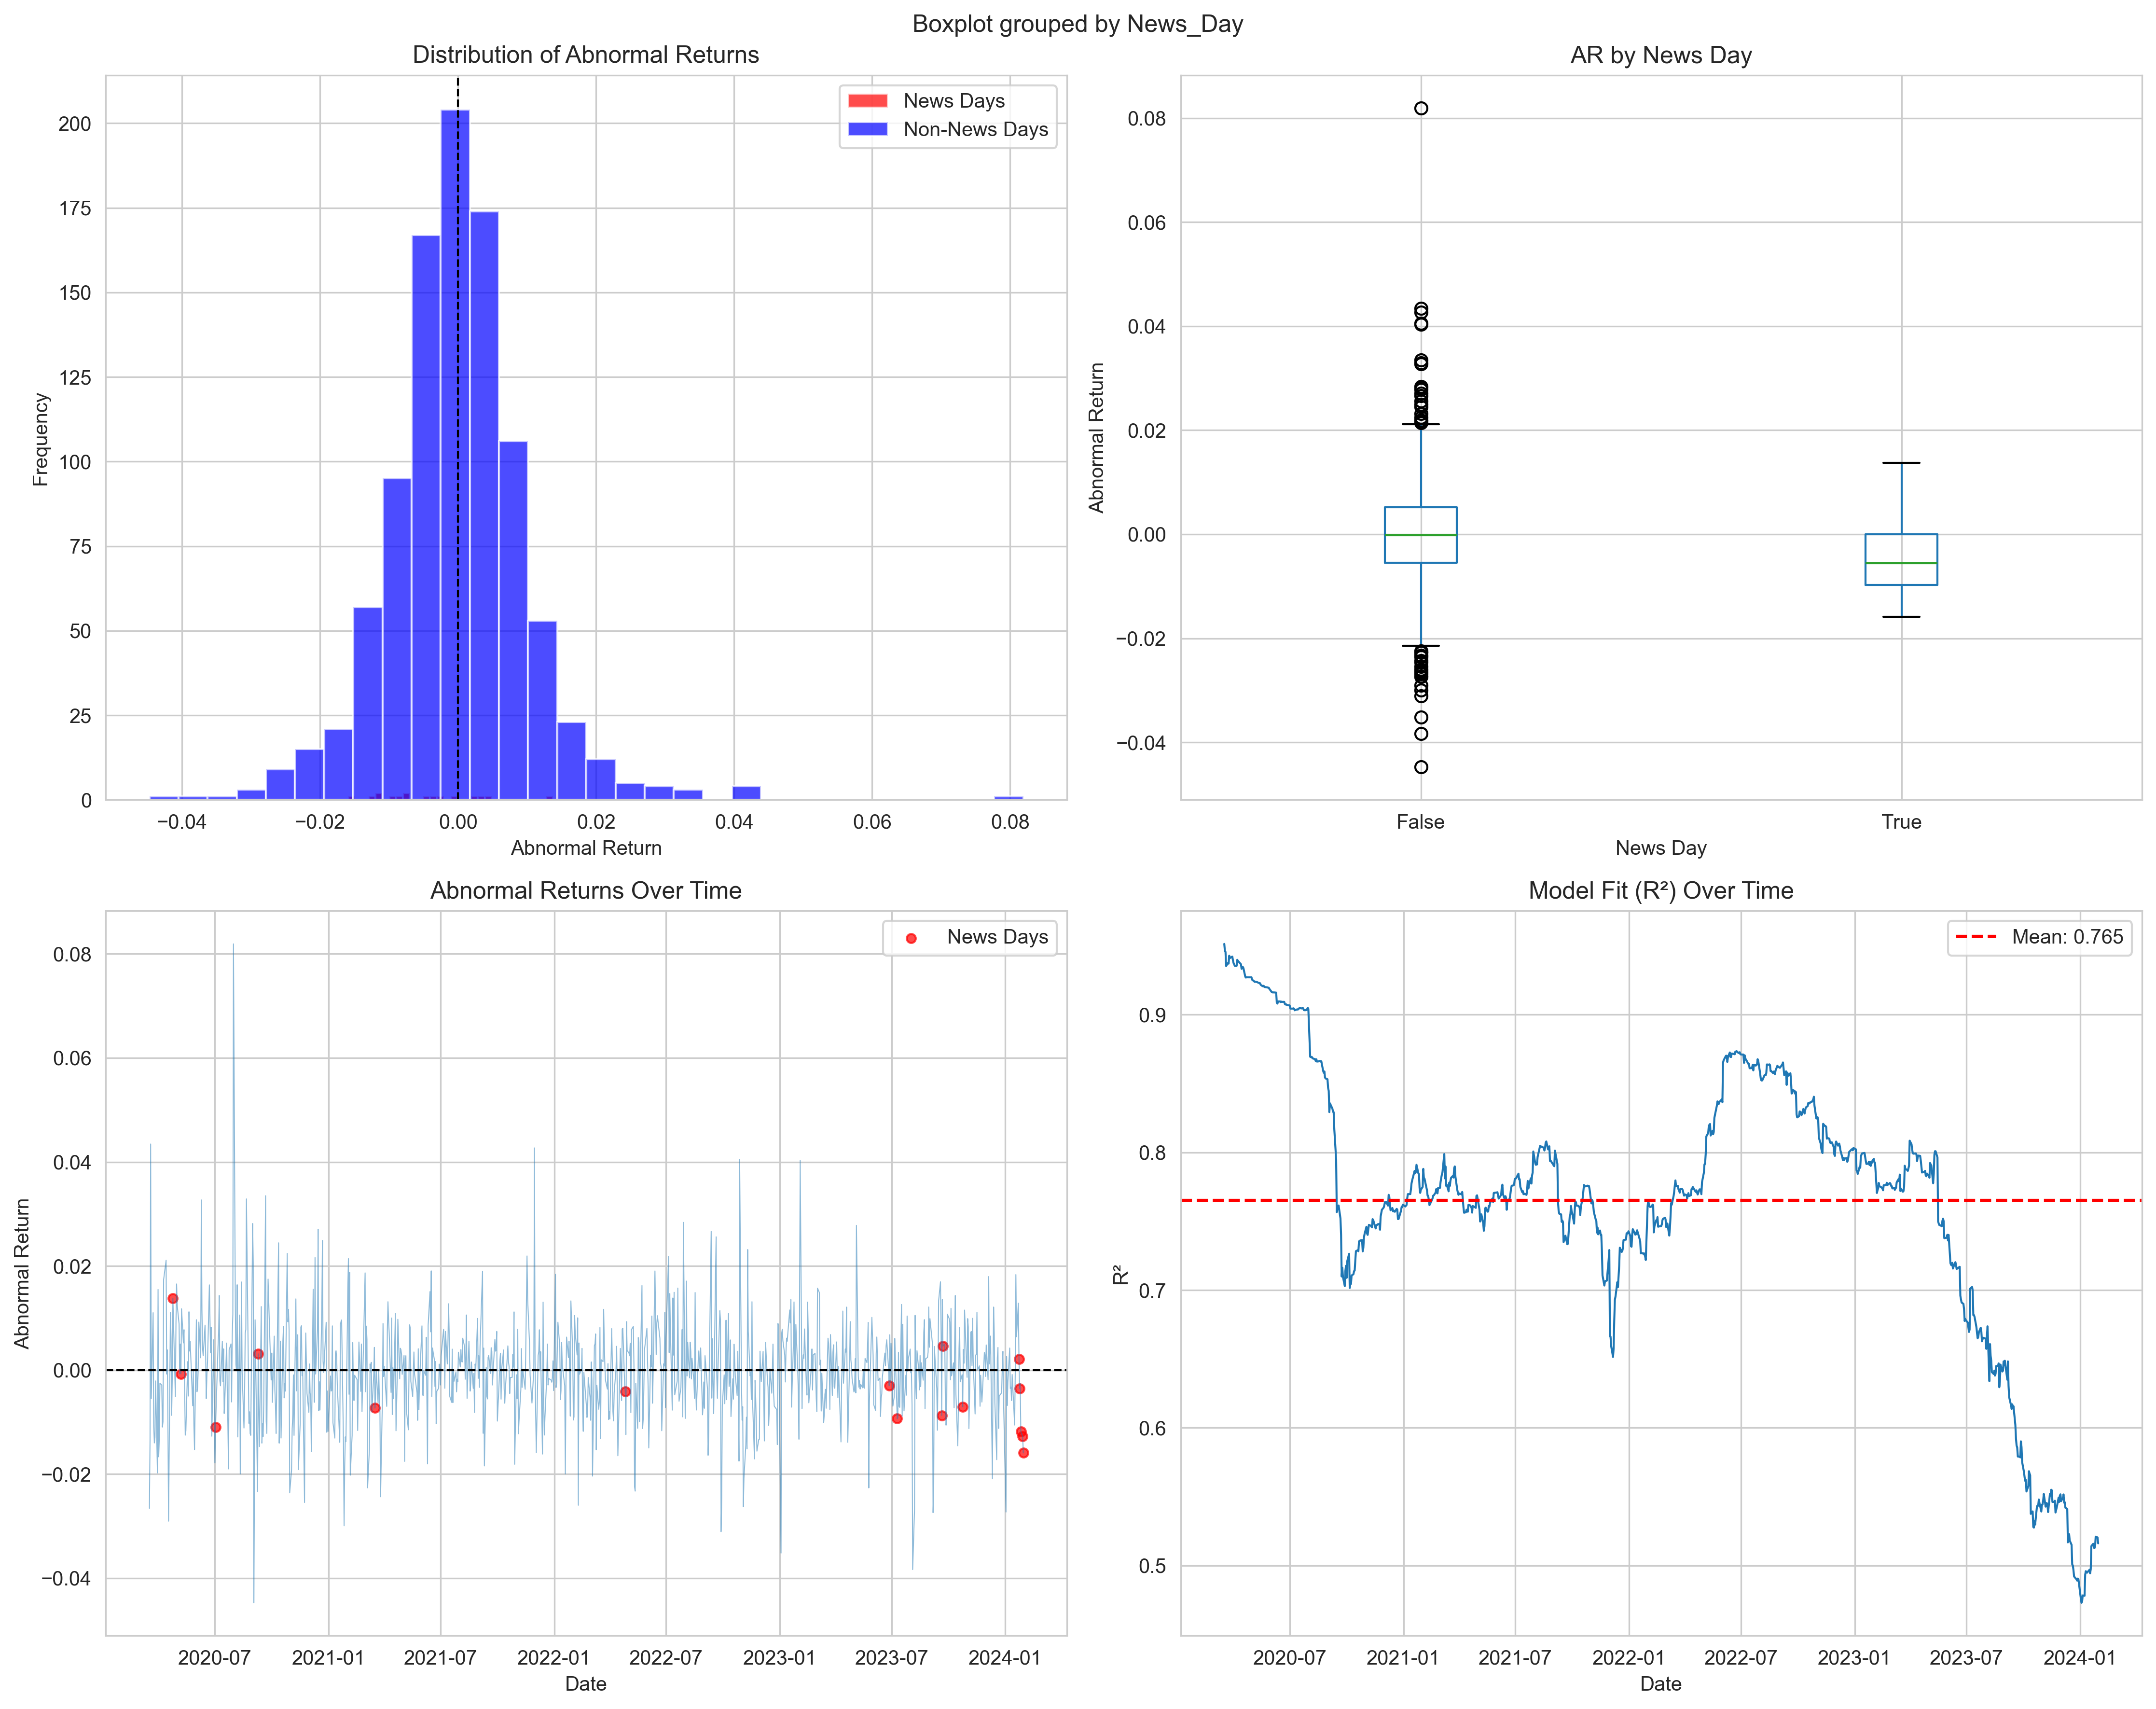 Boxplot grouped by News_Day
Distribution of Abnormal Returns
News Days
Non-News Days
200
175
150
125
100
75
50
25
0
Frequency
−0.04 −0.02 0.00 0.02 0.04 0.06 0.08
Abnormal Return
AR by News Day
0.08
0.06
0.04
0.02
0.00
−0.02
−0.04
Abnormal Return
False True
News Day
Abnormal Returns Over Time
News Days
0.08
0.06
0.04
0.02
0.00
−0.02
−0.04
Abnormal Return
2020-07 2021-01 2021-07 2022-01 2022-07 2023-01 2023-07 2024-01
Date
Model Fit (R²) Over Time
Mean: 0.765
0.9
0.8
0.7
0.6
0.5
R²
2020-07 2021-01 2021-07 2022-01 2022-07 2023-01 2023-07 2024-01
Date